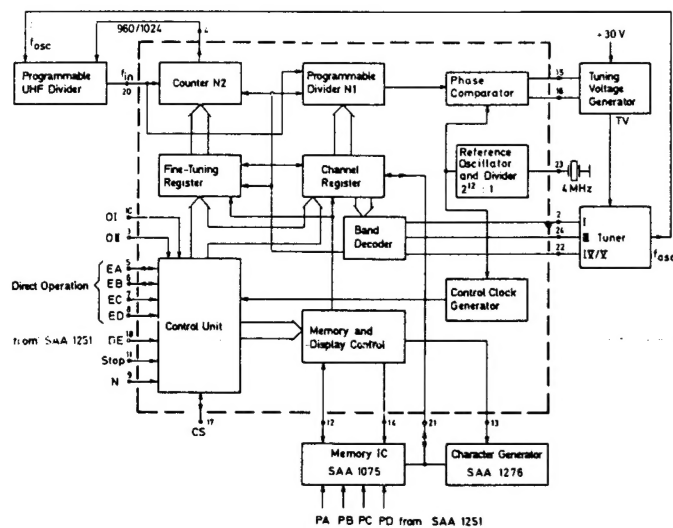 960/1024
4
+30V
fosc
Programmable
UHF Divider
fin
20
Counter N2
Programmable
Divider N1
Phase
Comparator
15
16
Tuning
Voltage
Generator
TV
Fine-Tuning
Register
Channel
Register
Reference
Oscillator
and Divider
2¹² : 1
23
4MHz
OI
OII
3
Band
Decoder
2
24
22
I
III
IV/V
Tuner
fosc
Direct Operation
EA
5
EB
6
EC
7
ED
8
from SAA 1251
DE
18
Stop
11
N
9
Control Unit
Control Clock
Generator
Memory and
Display Control
17
CS
12
14
21
13
Memory IC
SAA 1075
Character Generator
SAA 1276
PA PB PC PD from SAA 1251